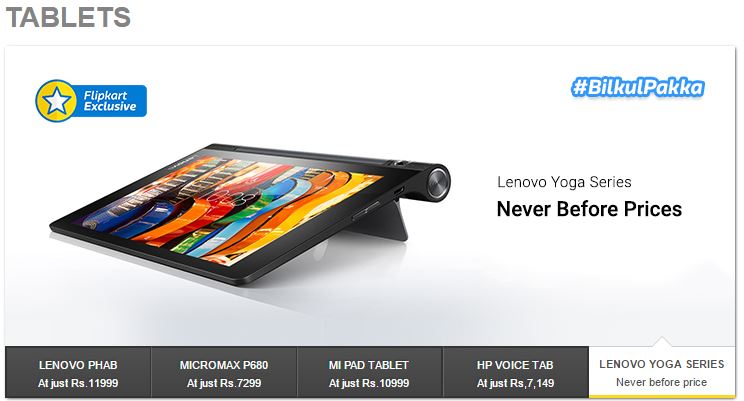 TABLETS
Flipkart
Exclusive
#BilkulPakka
Lenovo Yoga Series
Never Before Prices
LENOVO PHAB
At just Rs.11999
MICROMAX P680
At just Rs.7299
MI PAD TABLET
At just Rs.10999
HP VOICE TAB
At just Rs,7,149
LENOVO YOGA SERIES
Never before price